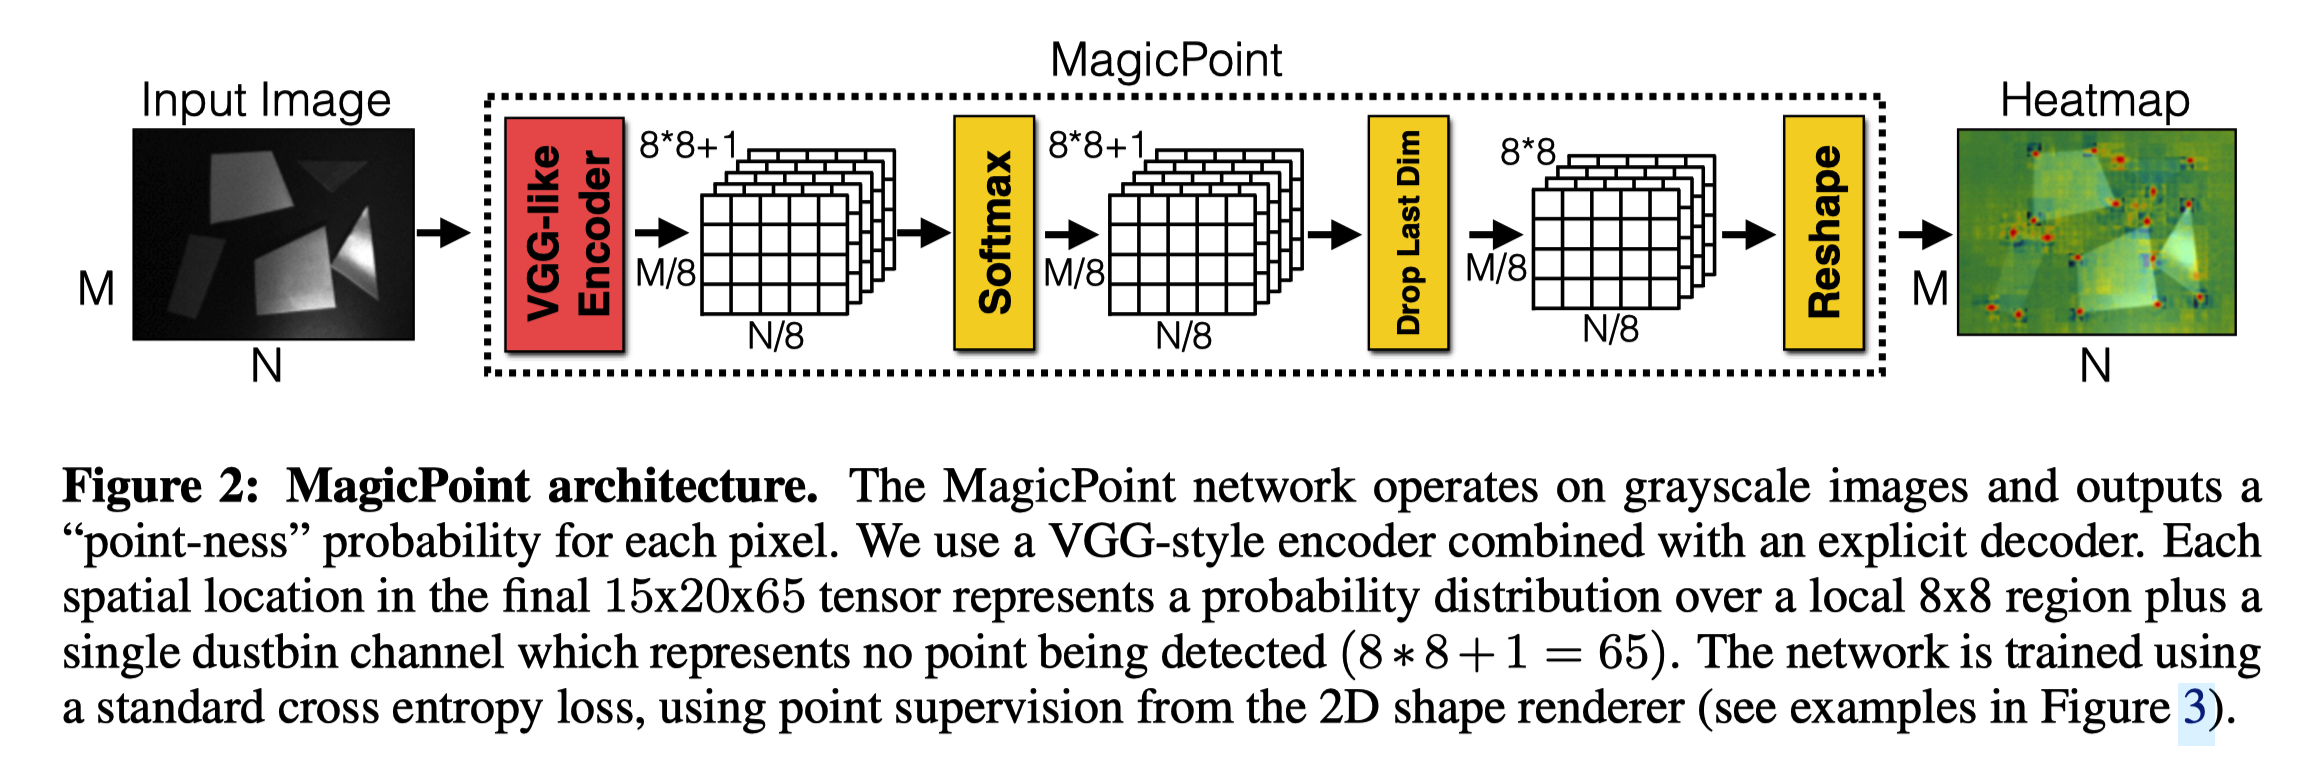 MagicPoint
Input Image
Heatmap
M
N
VGG-like
Encoder
8*8+1
M/8
N/8
Softmax
8*8+1
M/8
N/8
Drop Last Dim
8*8
M/8
N/8
Reshape
M
N
Figure 2: MagicPoint architecture. The MagicPoint network operates on grayscale images and outputs a
“point-ness” probability for each pixel. We use a VGG-style encoder combined with an explicit decoder. Each
spatial location in the final 15x20x65 tensor represents a probability distribution over a local 8x8 region plus a
single dustbin channel which represents no point being detected (8 * 8 + 1 = 65). The network is trained using
a standard cross entropy loss, using point supervision from the 2D shape renderer (see examples in Figure 3).